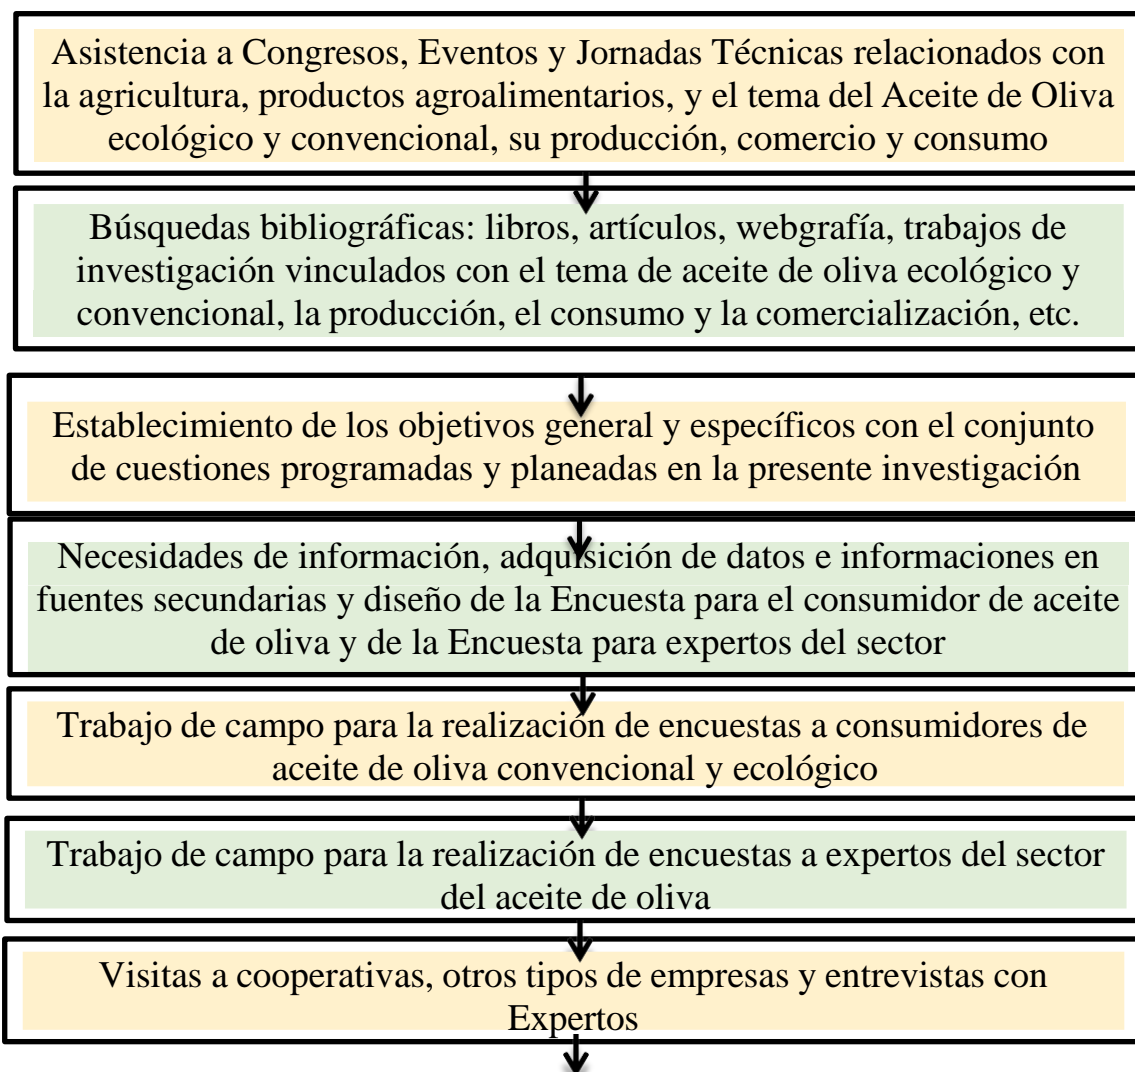 Asistencia a Congresos, Eventos y Jornadas Técnicas relacionados con
la agricultura, productos agroalimentarios, y el tema del Aceite de Oliva
ecológico y convencional, su producción, comercio y consumo
Búsquedas bibliográficas: libros, artículos, webgrafía, trabajos de
investigación vinculados con el tema de aceite de oliva ecológico y
convencional, la producción, el consumo y la comercialización, etc.
Establecimiento de los objetivos general y específicos con el conjunto
de cuestiones programadas y planeadas en la presente investigación
Necesidades de información, adquisición de datos e informaciones en
fuentes secundarias y diseño de la Encuesta para el consumidor de aceite
de oliva y de la Encuesta para expertos del sector
Trabajo de campo para la realización de encuestas a consumidores de
aceite de oliva convencional y ecológico
Trabajo de campo para la realización de encuestas a expertos del sector
del aceite de oliva
Visitas a cooperativas, otros tipos de empresas y entrevistas con
Expertos